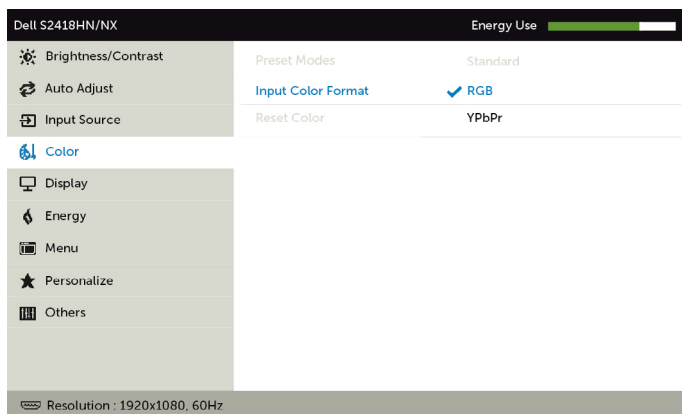 Dell S2418HN/NX Energy Use
Brightness/Contrast Preset Modes Standard
Auto Adjust Input Color Format RGB
Input Source Reset Color YPbPr
Color
Display
Energy
Menu
Personalize
Others
Resolution : 1920x1080, 60Hz